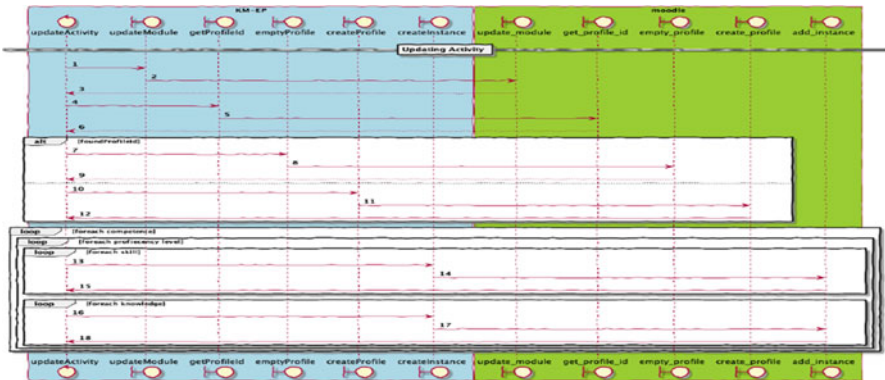 KM-EP moodle
updateActivity updateModule getProfileId emptyProfile createProfile createInstance update_module get_profile_id empty_profile create_profile add_instance
Updating Activity
1
2
3
4
5
6
alt [foundProfileId]
7
8
9
10
11
12
loop [foreach competence]
loop [foreach profiecency level]
loop [foreach skill]
13
14
15
loop [foreach knowledge]
16
17
18
updateActivity updateModule getProfileId emptyProfile createProfile createInstance update_module get_profile_id empty_profile create_profile add_instance